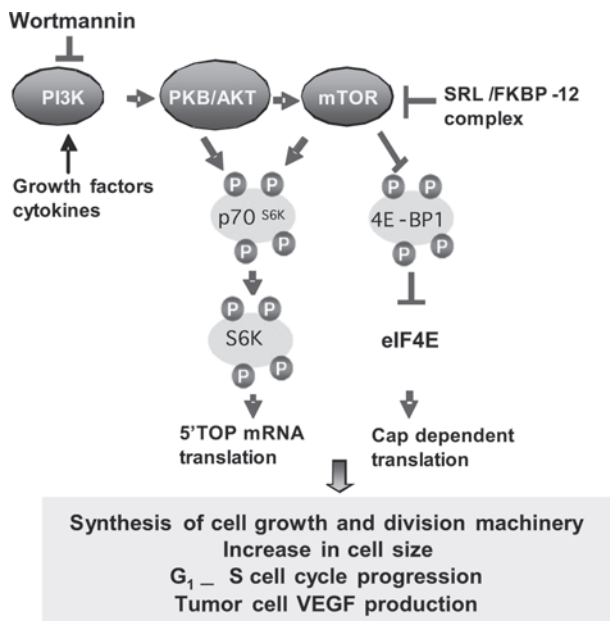 Wortmannin
PI3K
PKB/AKT
mTOR
SRL /FKBP -12
complex
Growth factors
cytokines
P P
p70 S6K
P P
P P
4E -BP1
P P
P P
S6K
P P
eIF4E
5'TOP mRNA
translation
Cap dependent
translation
Synthesis of cell growth and division machinery
Increase in cell size
G1 _ S cell cycle progression
Tumor cell VEGF production